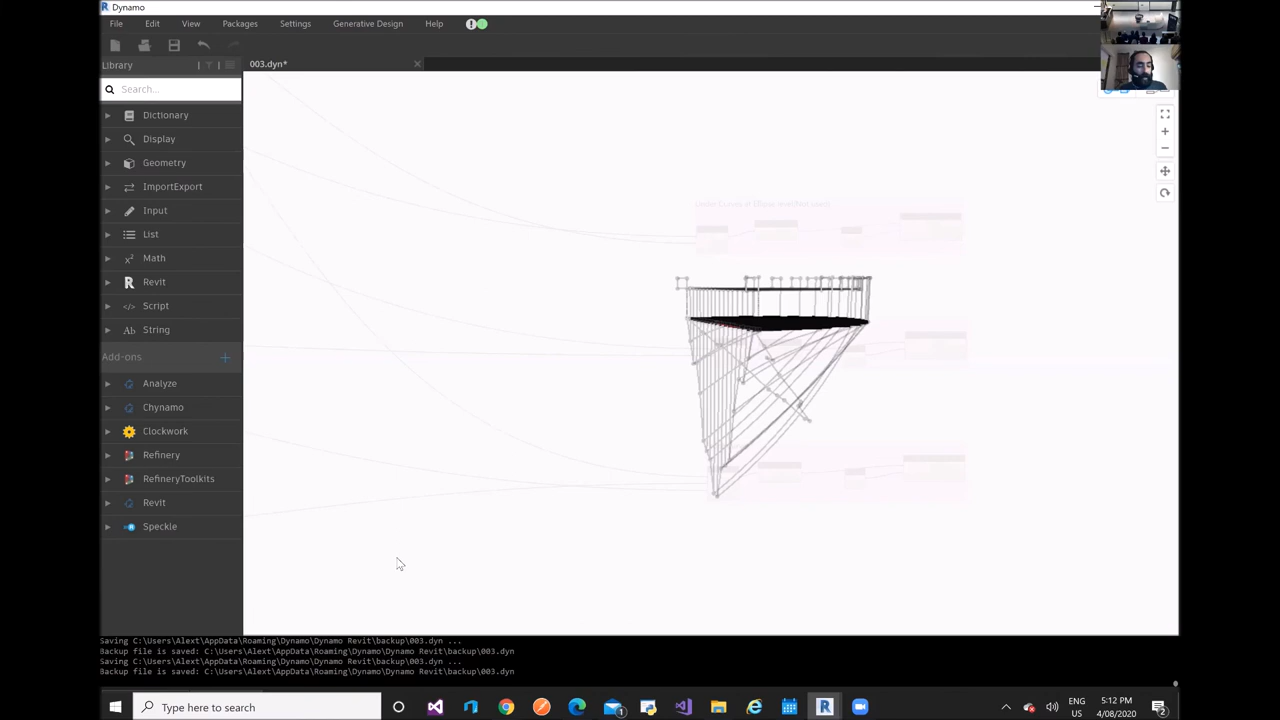 Dynamo
File Edit View Packages Settings Generative Design Help
Library
003.dyn*
Search...
Dictionary
Display
Geometry
ImportExport
Input
List
Math
Revit
Script
String
Add-ons
Analyze
Chynamo
Clockwork
Refinery
RefineryToolkits
Revit
Speckle
Saving C:\Users\Alext\AppData\Roaming\Dynamo\Dynamo Revit\backup\003.dyn ...
Backup file is saved: C:\Users\Alext\AppData\Roaming\Dynamo\Dynamo Revit\backup\003.dyn
Saving C:\Users\Alext\AppData\Roaming\Dynamo\Dynamo Revit\backup\003.dyn ...
Backup file is saved: C:\Users\Alext\AppData\Roaming\Dynamo\Dynamo Revit\backup\003.dyn
Type here to search
ENG
US
5:12 PM
4/08/2020